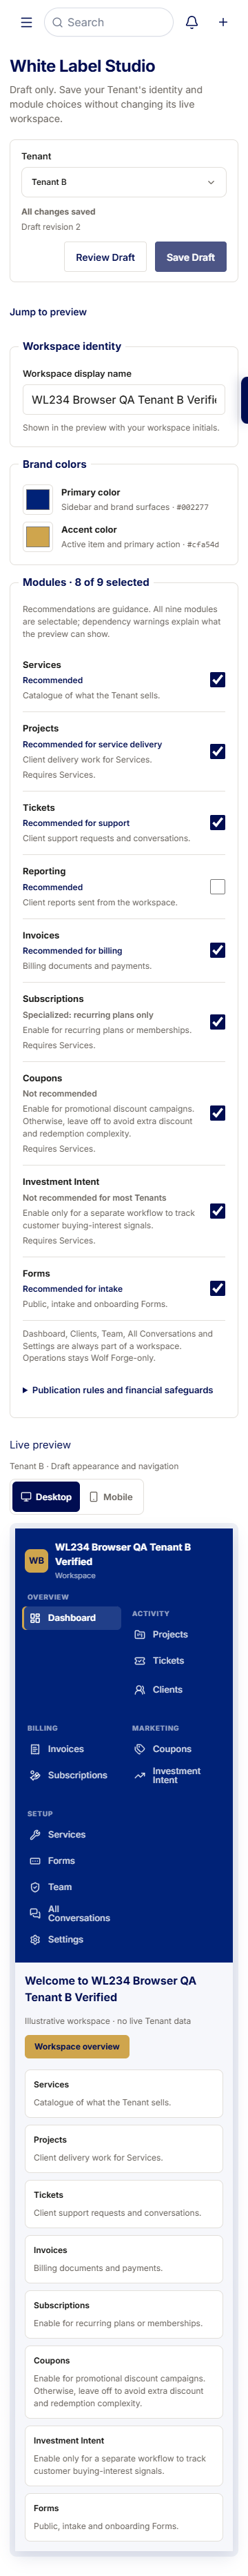 Search
White Label Studio
Draft only. Save your Tenant's identity and
module choices without changing its live
workspace.
Tenant
Tenant B
All changes saved
Draft revision 2
Review Draft
Save Draft
Jump to preview
Workspace identity
Workspace display name
WL234 Browser QA Tenant B Verifie
Shown in the preview with your workspace initials.
Brand colors
Primary color
Sidebar and brand surfaces · #002277
Accent color
Active item and primary action · #cfa54d
Modules · 8 of 9 selected
Recommendations are guidance. All nine modules
are selectable; dependency warnings explain what
the preview can show.
Services
Recommended
Catalogue of what the Tenant sells.
Projects
Recommended for service delivery
Client delivery work for Services.
Requires Services.
Tickets
Recommended for support
Client support requests and conversations.
Reporting
Recommended
Client reports sent from the workspace.
Invoices
Recommended for billing
Billing documents and payments.
Subscriptions
Specialized: recurring plans only
Enable for recurring plans or memberships.
Requires Services.
Coupons
Not recommended
Enable for promotional discount campaigns.
Otherwise, leave off to avoid extra discount
and redemption complexity.
Requires Services.
Investment Intent
Not recommended for most Tenants
Enable only for a separate workflow to track
customer buying-interest signals.
Requires Services.
Forms
Recommended for intake
Public, intake and onboarding Forms.
Dashboard, Clients, Team, All Conversations and
Settings are always part of a workspace.
Operations stays Wolf Forge-only.
Publication rules and financial safeguards
Live preview
Tenant B · Draft appearance and navigation
Desktop
Mobile
WB
WL234 Browser QA Tenant B
Verified
Workspace
OVERVIEW
Dashboard
ACTIVITY
Projects
Tickets
Clients
BILLING
Invoices
Subscriptions
MARKETING
Coupons
Investment
Intent
SETUP
Services
Forms
Team
All
Conversations
Settings
Welcome to WL234 Browser QA
Tenant B Verified
Illustrative workspace · no live Tenant data
Workspace overview
Services
Catalogue of what the Tenant sells.
Projects
Client delivery work for Services.
Tickets
Client support requests and conversations.
Invoices
Billing documents and payments.
Subscriptions
Enable for recurring plans or memberships.
Coupons
Enable for promotional discount campaigns.
Otherwise, leave off to avoid extra discount
and redemption complexity.
Investment Intent
Enable only for a separate workflow to track
customer buying-interest signals.
Forms
Public, intake and onboarding Forms.